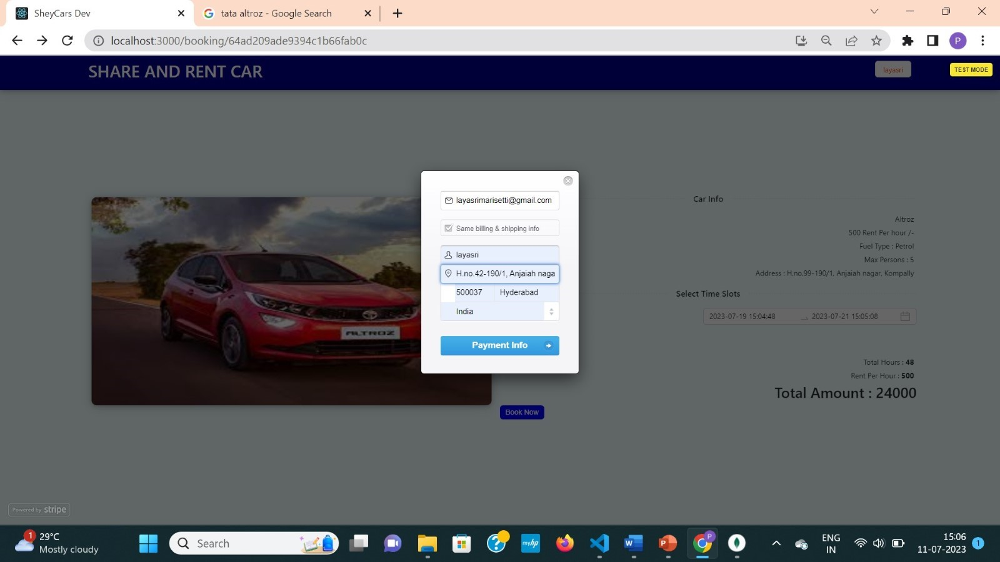 SheyCars Dev
tata altroz - Google Search
localhost:3000/booking/64ad209ade9394c1b66fab0c
P
SHARE AND RENT CAR
layasri
TEST MODE
layasrimarisetti@gmail.com
Same billing & shipping info
layasri
H.no.42-190/1, Anjaiah naga
500037 Hyderabad
India
Payment Info
ALTROZ
Car Info
Altroz
500 Rent Per hour /-
Fuel Type : Petrol
Max Persons : 5
Address : H.no.99-190/1, Anjaiah nagar, Kompally
Select Time Slots
2023-07-19 15:04:48 2023-07-21 15:05:08
Total Hours : 48
Rent Per Hour : 500
Total Amount : 24000
Book Now
Powered by stripe
1
29°C
Mostly cloudy
Search
myhp
W
P
P
ENG
IN
15:06
11-07-2023
1